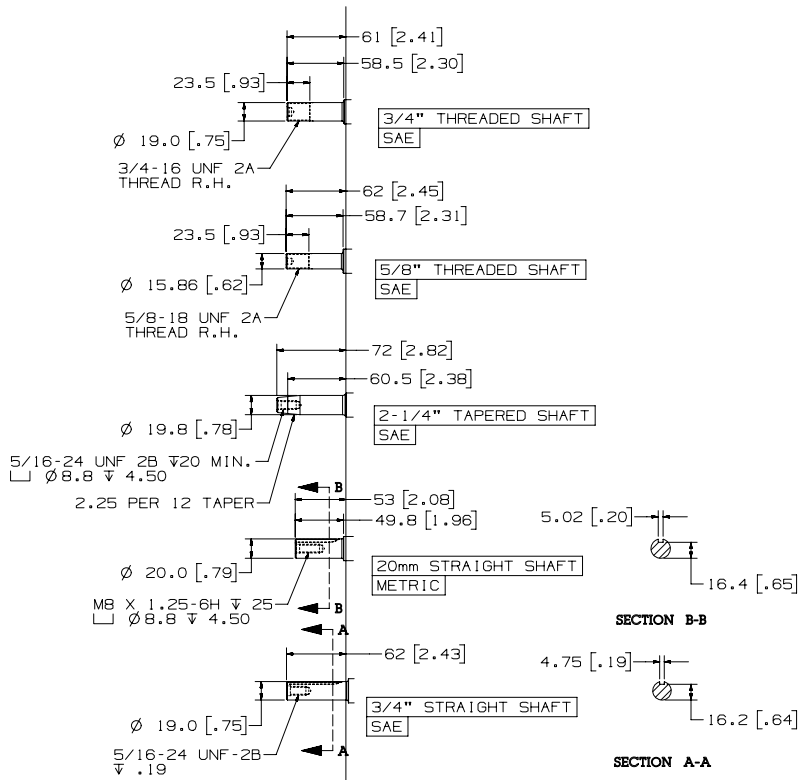 61 [2.41]
58.5 [2.30]
23.5 [.93]
Ø 19.0 [.75]
3/4-16 UNF 2A
THREAD R.H.
3/4" THREADED SHAFT
SAE
62 [2.45]
58.7 [2.31]
23.5 [.93]
Ø 15.86 [.62]
5/8-18 UNF 2A
THREAD R.H.
5/8" THREADED SHAFT
SAE
72 [2.82]
60.5 [2.38]
Ø 19.8 [.78]
5/16-24 UNF 2B ↧20 MIN.
⌴ Ø8.8 ↧ 4.50
2.25 PER 12 TAPER
2-1/4" TAPERED SHAFT
SAE
B
53 [2.08]
49.8 [1.96]
Ø 20.0 [.79]
M8 X 1.25-6H ↧ 25
⌴ Ø8.8 ↧ 4.50
B
20mm STRAIGHT SHAFT
METRIC
5.02 [.20]
16.4 [.65]
SECTION B-B
A
62 [2.43]
Ø 19.0 [.75]
5/16-24 UNF-2B
↧ .19
A
3/4" STRAIGHT SHAFT
SAE
4.75 [.19]
16.2 [.64]
SECTION A-A